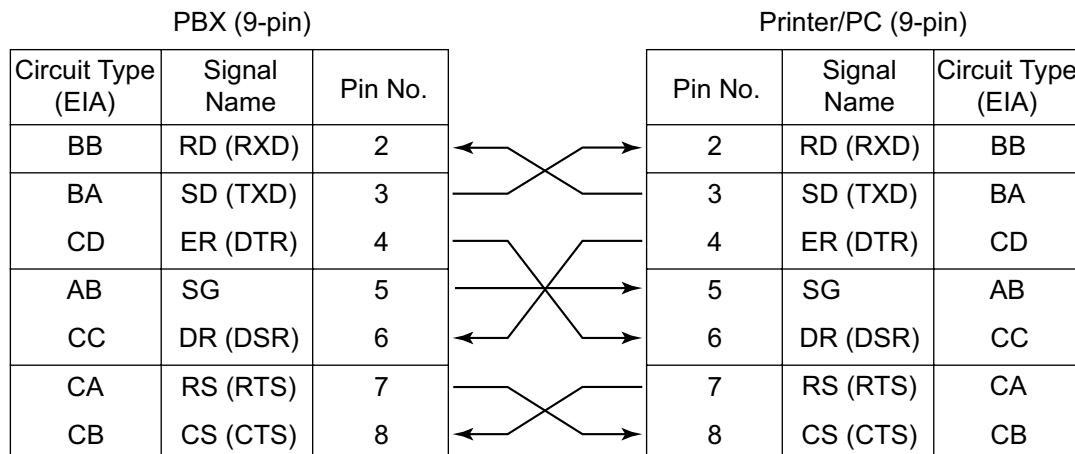 PBX (9-pin) Printer/PC (9-pin)
Circuit Type (EIA) Signal Name Pin No. Pin No. Signal Name Circuit Type (EIA)
BB RD (RXD) 2 2 RD (RXD) BB
BA SD (TXD) 3 3 SD (TXD) BA
CD ER (DTR) 4 4 ER (DTR) CD
AB SG 5 5 SG AB
CC DR (DSR) 6 6 DR (DSR) CC
CA RS (RTS) 7 7 RS (RTS) CA
CB CS (CTS) 8 8 CS (CTS) CB